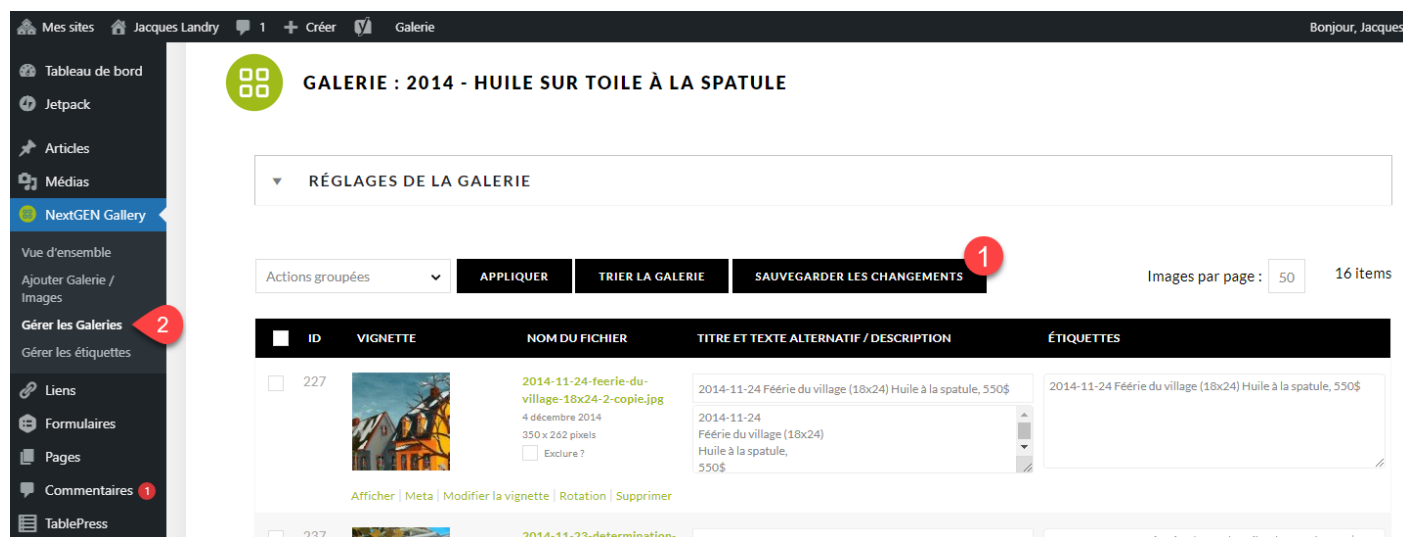 Mes sites Jacques Landry 1 + Créer Galerie Bonjour, Jacques
Tableau de bord
Jetpack
Articles
Médias
NextGEN Gallery
Vue d'ensemble
Ajouter Galerie /
Images
Gérer les Galeries 2
Gérer les étiquettes
Liens
Formulaires
Pages
Commentaires 1
TablePress
GALERIE : 2014 - HUILE SUR TOILE À LA SPATULE
RÉGLAGES DE LA GALERIE
1
Actions groupées APPLIQUER TRIER LA GALERIE SAUVEGARDER LES CHANGEMENTS Images par page : 50 16 items
ID VIGNETTE NOM DU FICHIER TITRE ET TEXTE ALTERNATIF / DESCRIPTION ÉTIQUETTES
227
2014-11-24-feerie-du-
village-18x24-2-copie.jpg
4 décembre 2014
350 x 262 pixels
Exclure ?
2014-11-24 Féérie du village (18x24) Huile à la spatule, 550$
2014-11-24
Féérie du village (18x24)
Huile à la spatule,
550$
2014-11-24 Féérie du village (18x24) Huile à la spatule, 550$
Afficher | Meta | Modifier la vignette | Rotation | Supprimer
237
2014-11-23-determination-